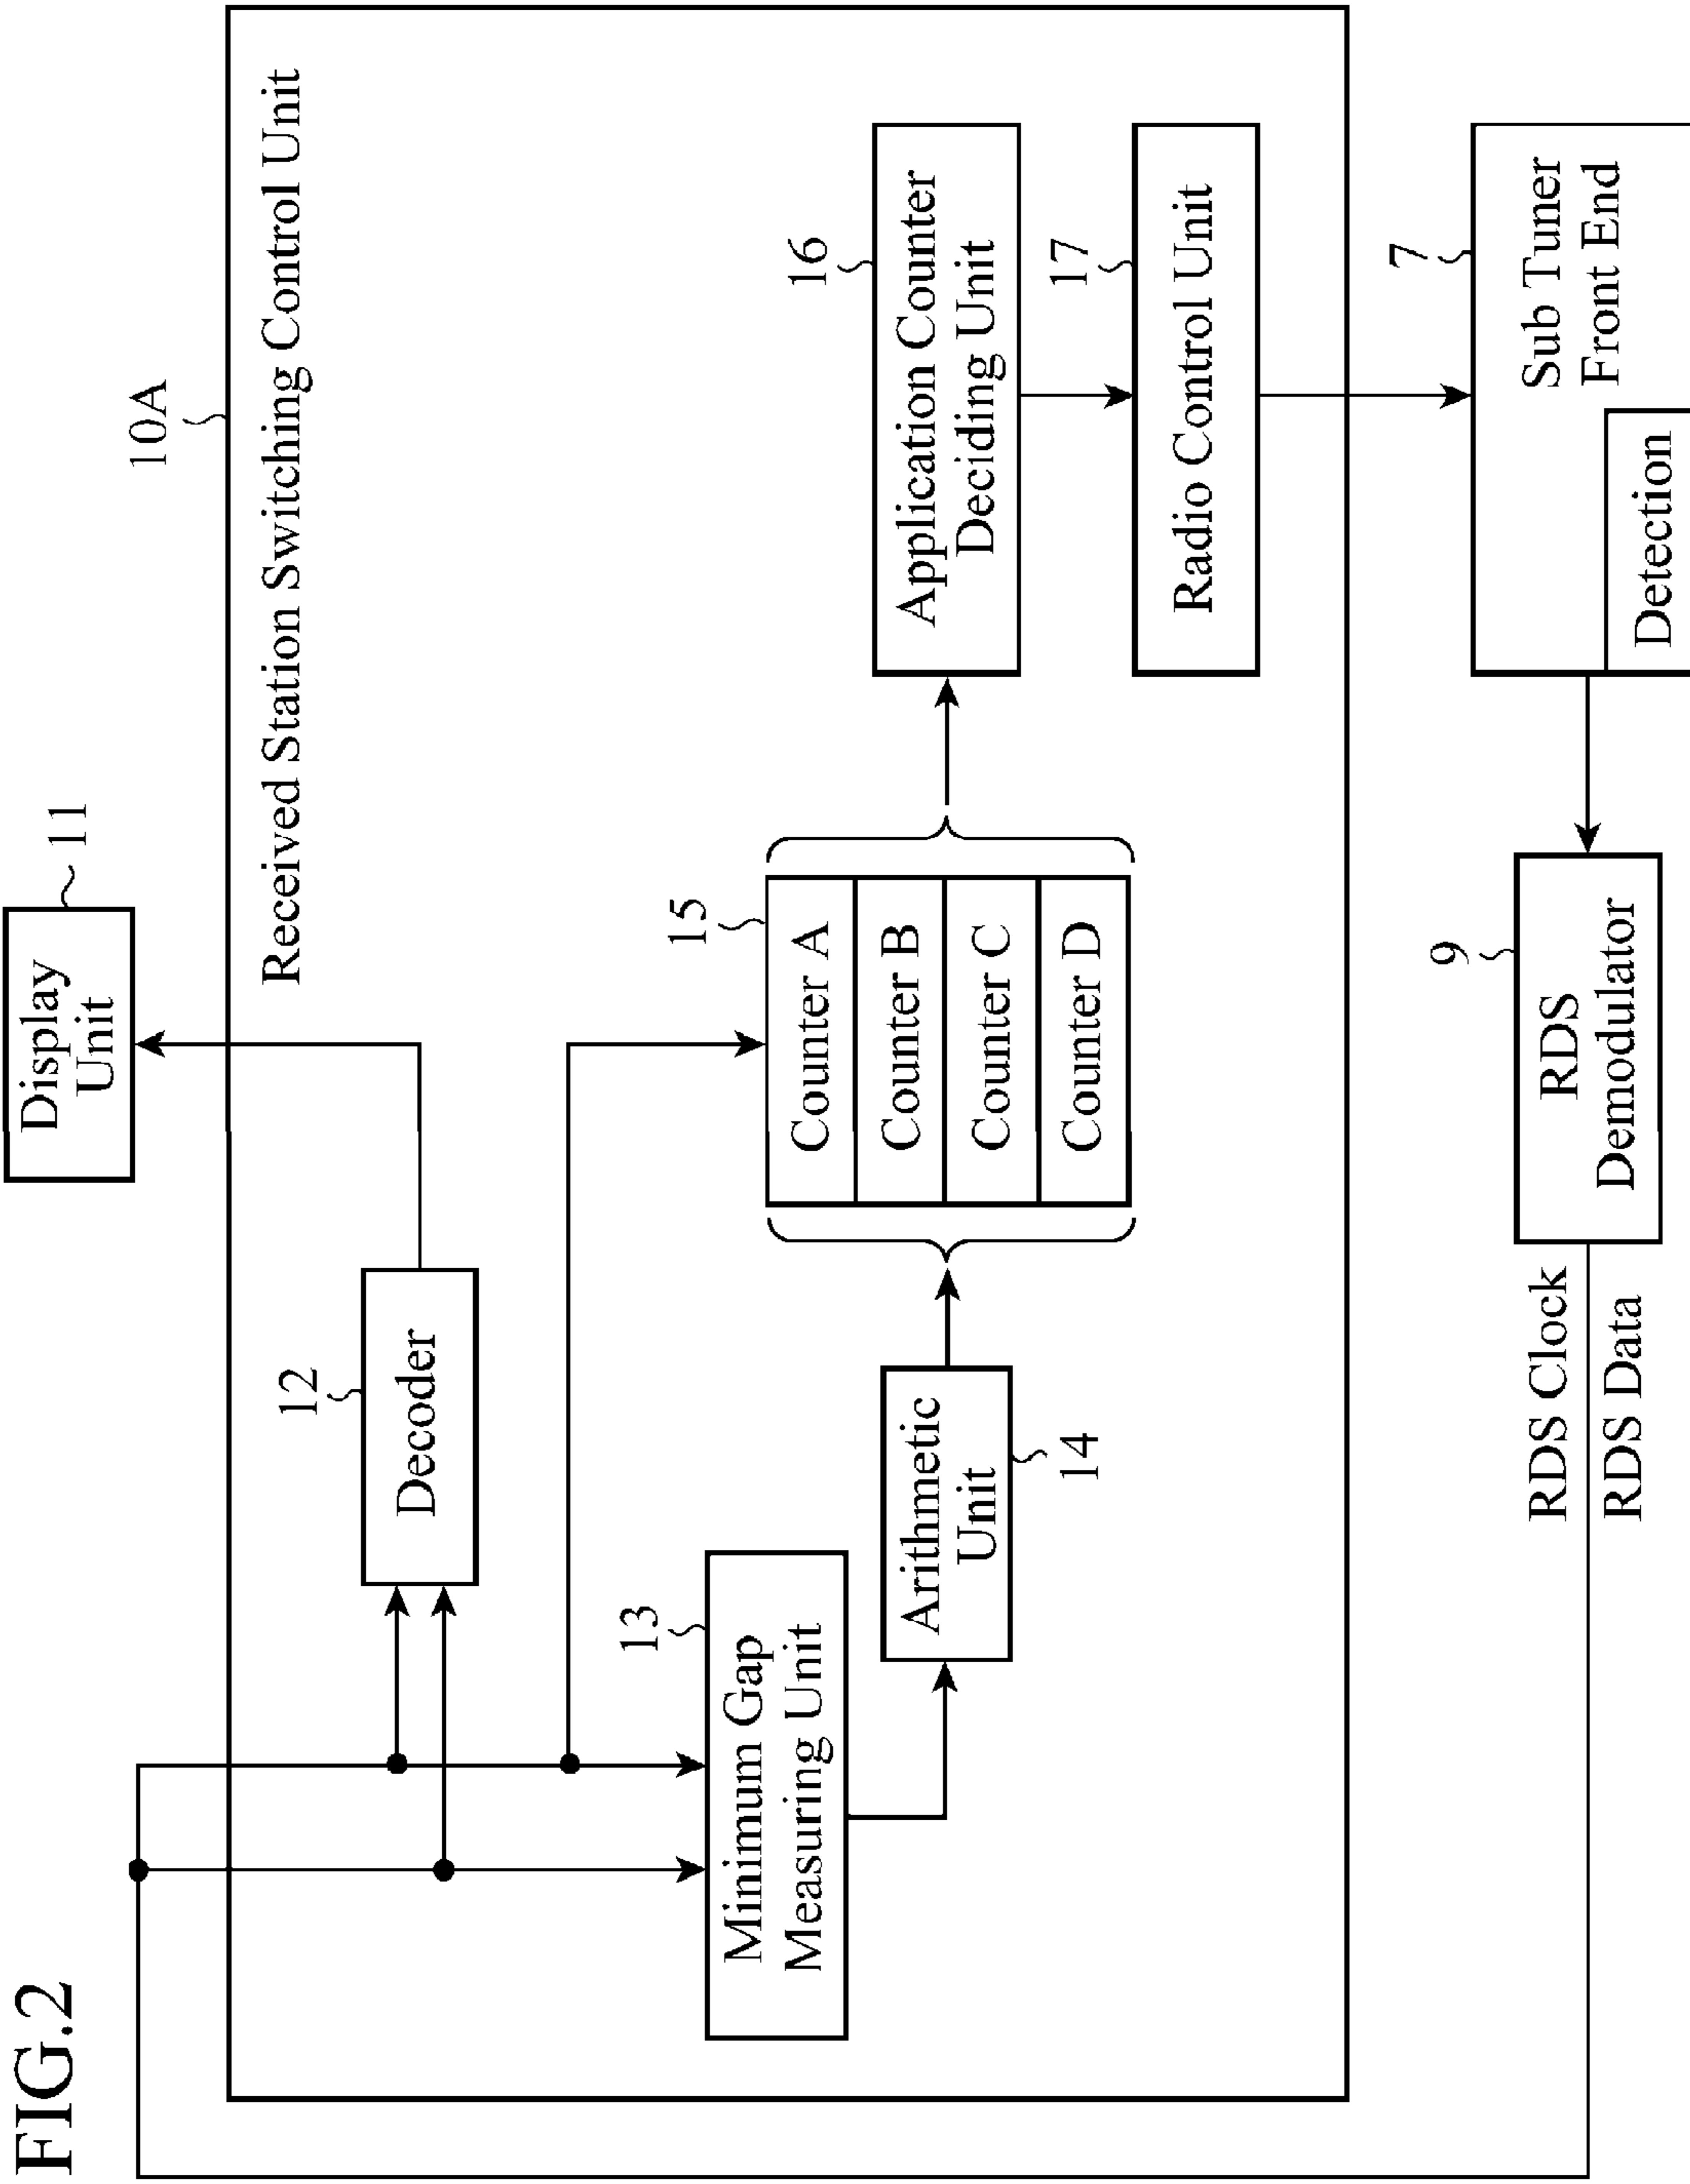 FIG.2
Display
Unit
11
10A
Received Station Switching Control Unit
12
Decoder
13
Minimum Gap
Measuring Unit
Arithmetic
Unit
14
15
Counter A
Counter B
Counter C
Counter D
16
Application Counter
Deciding Unit
17
Radio Control Unit
RDS Clock
RDS Data
9
RDS
Demodulator
7
Sub Tuner
Front End
Detection